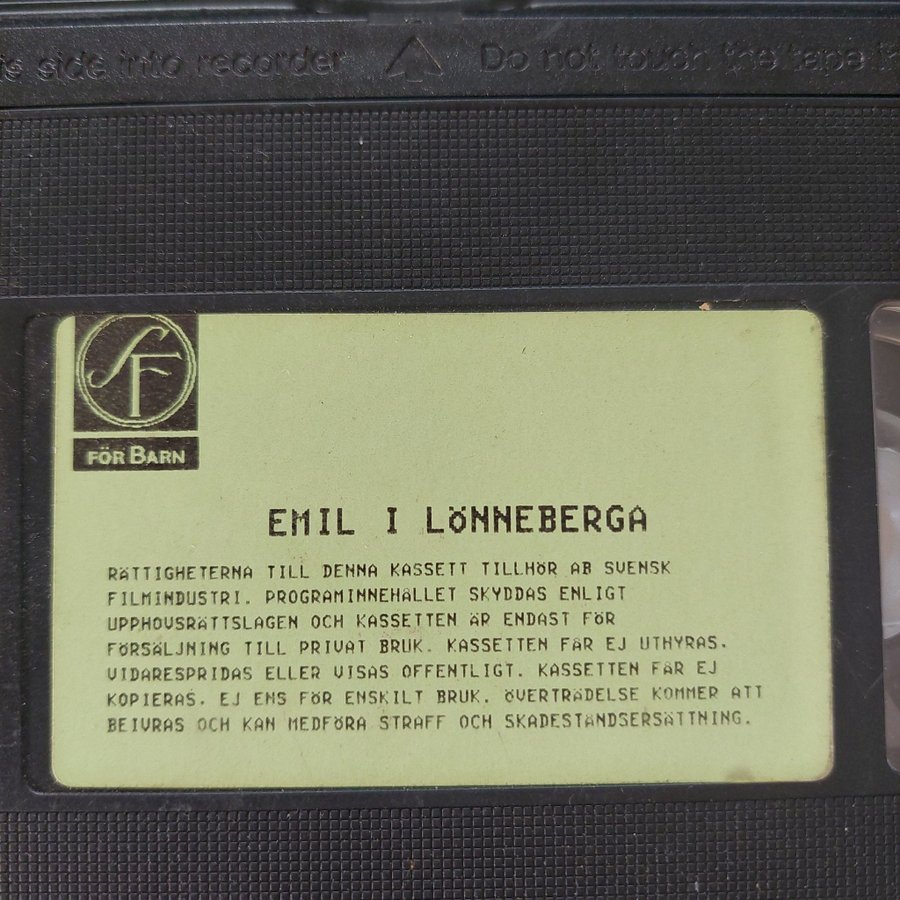 is side into recorder Do not touch the tape
SF
FÖR BARN
EMIL I LÖNNEBERGA
RÄTTIGHETERNA TILL DENNA KASSETT TILLHÖR AB SVENSK
FILMINDUSTRI. PROGRAMINNEHÅLLET SKYDDAS ENLIGT
UPPHOVSRÄTTSLAGEN OCH KASSETTEN ÄR ENDAST FÖR
FÖRSÄLJNING TILL PRIVAT BRUK. KASSETTEN FÅR EJ UTHYRAS.
VIDARESPRIDAS ELLER VISAS OFFENTLIGT. KASSETTEN FÅR EJ
KOPIERAS. EJ ENS FÖR ENSKILT BRUK. ÖVERTRÄDELSE KOMMER ATT
BEIVRAS OCH KAN MEDFÖRA STRAFF OCH SKADESTÅNDSERSÄTTNING.